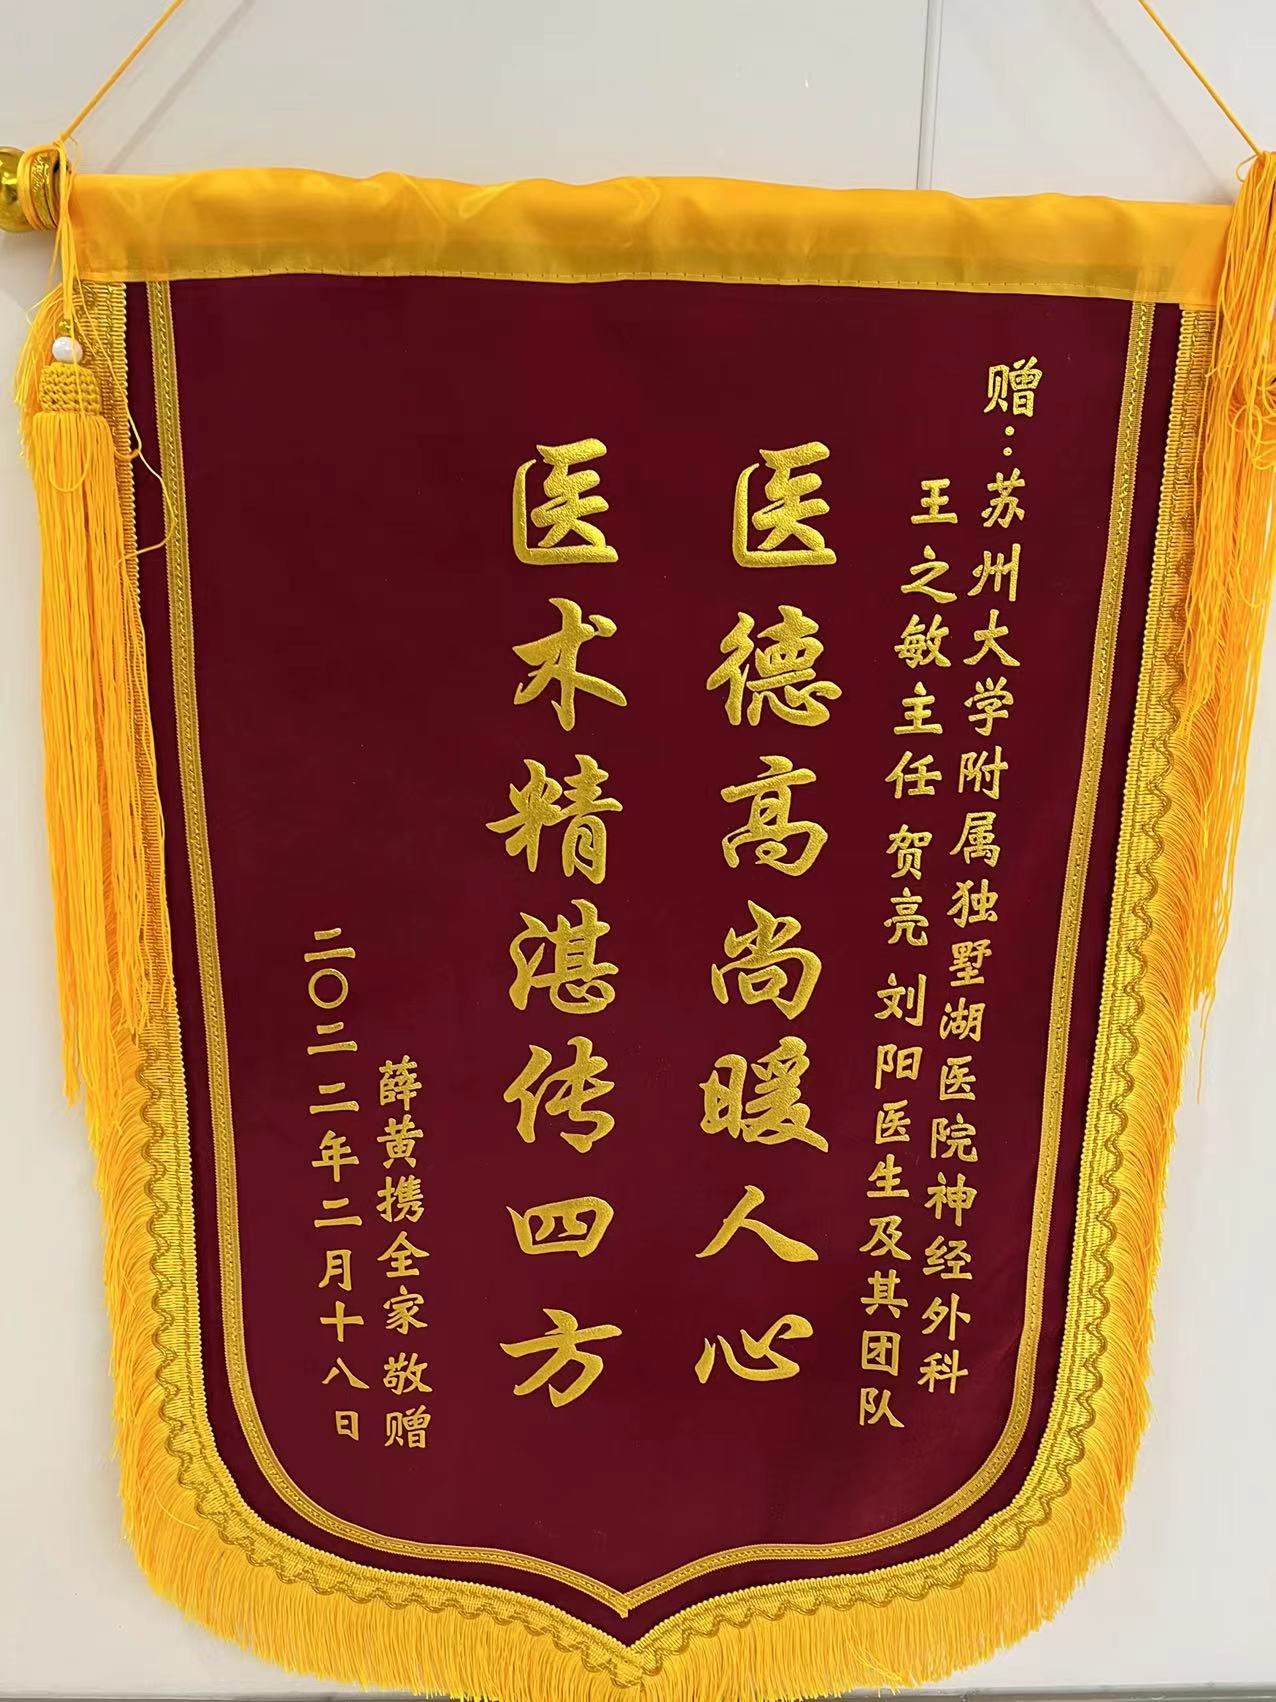 赠：苏州大学附属独墅湖医院神经外科
王之敏主任 贺亮 刘阳医生及其团队
医德高尚暖人心
医术精湛传四方
薛黄携全家 敬赠
二〇二二年二月十八日